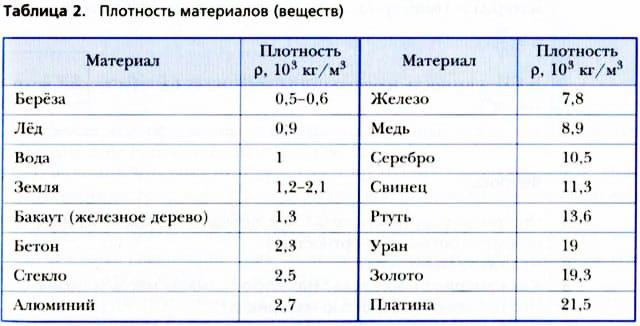 Таблица 2. Плотность материалов (веществ)
Материал Плотность ρ, 10³ кг/м³ Материал Плотность ρ, 10³ кг/м³
Берёза 0,5–0,6 Железо 7,8
Лёд 0,9 Медь 8,9
Вода 1 Серебро 10,5
Земля 1,2–2,1 Свинец 11,3
Бакаут (железное дерево) 1,3 Ртуть 13,6
Бетон 2,3 Уран 19
Стекло 2,5 Золото 19,3
Алюминий 2,7 Платина 21,5